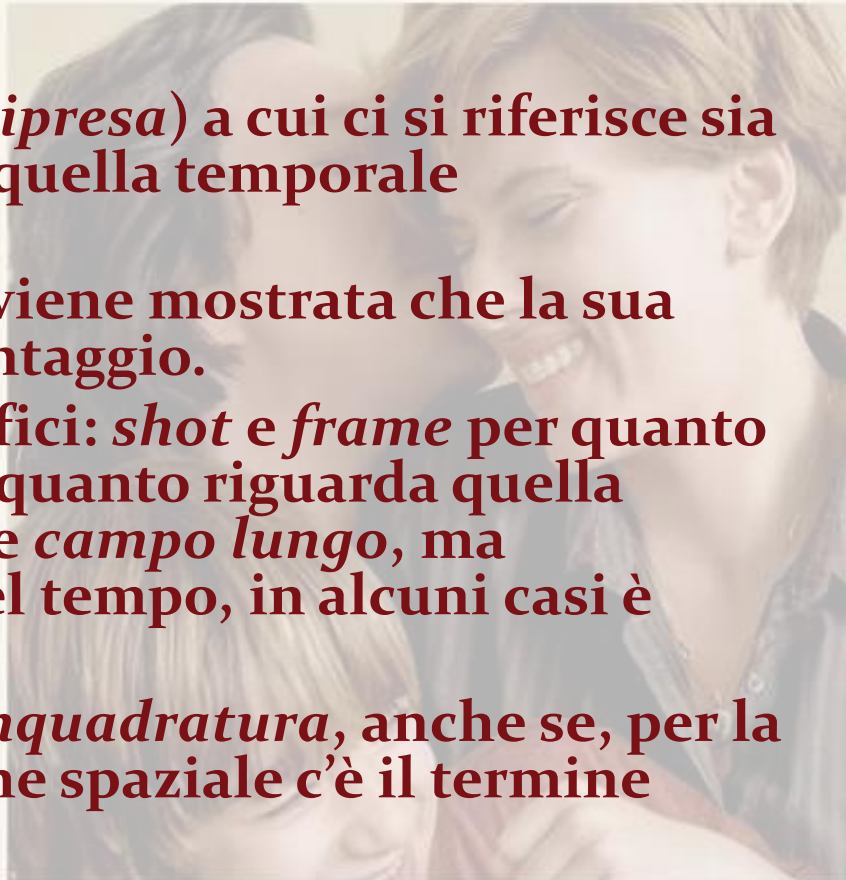 ipresa) a cui ci si riferisce sia
quella temporale
viene mostrata che la sua
ntaggio.
fici: shot e frame per quanto
quanto riguarda quella
e campo lungo, ma
el tempo, in alcuni casi è
nquadratura, anche se, per la
ne spaziale c’è il termine